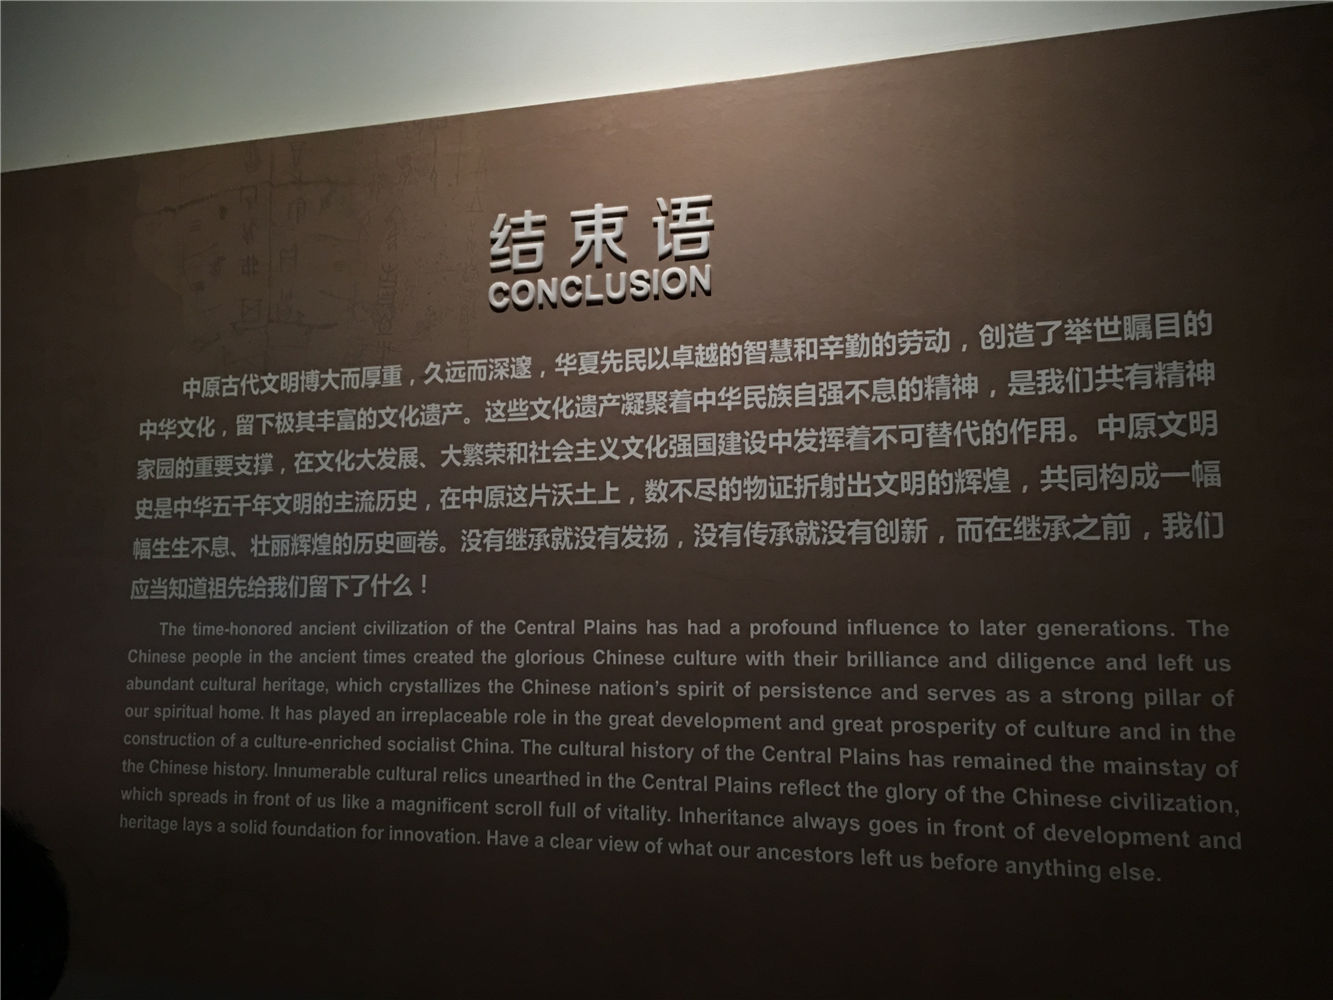 结束语
CONCLUSION
中原古代文明博大而厚重，久远而深邃，华夏先民以卓越的智慧和辛勤的劳动，创造了举世瞩目的
中华文化，留下极其丰富的文化遗产。这些文化遗产凝聚着中华民族自强不息的精神，是我们共有精神
家园的重要支撑，在文化大发展、大繁荣和社会主义文化强国建设中发挥着不可替代的作用。中原文明
史是中华五千年文明的主流历史，在中原这片沃土上，数不尽的物证折射出文明的辉煌，共同构成一幅
幅生生不息、壮丽辉煌的历史画卷。没有继承就没有发扬，没有传承就没有创新，而在继承之前，我们
应当知道祖先给我们留下了什么！
The time-honored ancient civilization of the Central Plains has had a profound influence to later generations. The
Chinese people in the ancient times created the glorious Chinese culture with their brilliance and diligence and left us
abundant cultural heritage, which crystallizes the Chinese nation's spirit of persistence and serves as a strong pillar of
our spiritual home. It has played an irreplaceable role in the great development and great prosperity of culture and in the
construction of a culture-enriched socialist China. The cultural history of the Central Plains has remained the mainstay of
the Chinese history. Innumerable cultural relics unearthed in the Central Plains reflect the glory of the Chinese civilization,
which spreads in front of us like a magnificent scroll full of vitality. Inheritance always goes in front of development and
heritage lays a solid foundation for innovation. Have a clear view of what our ancestors left us before anything else.